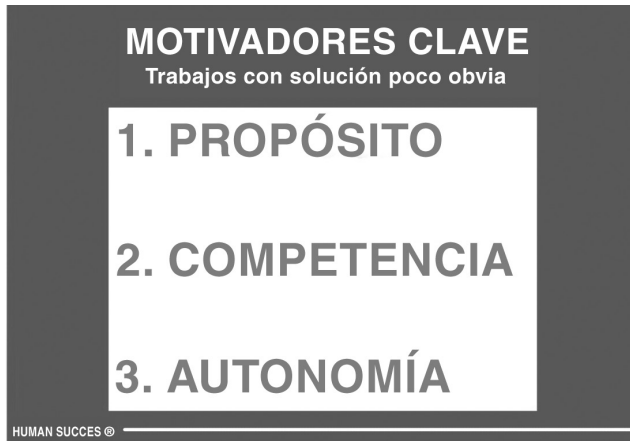 MOTIVADORES CLAVE
Trabajos con solución poco obvia
1. PROPÓSITO
2. COMPETENCIA
3. AUTONOMÍA
HUMAN SUCCES ®